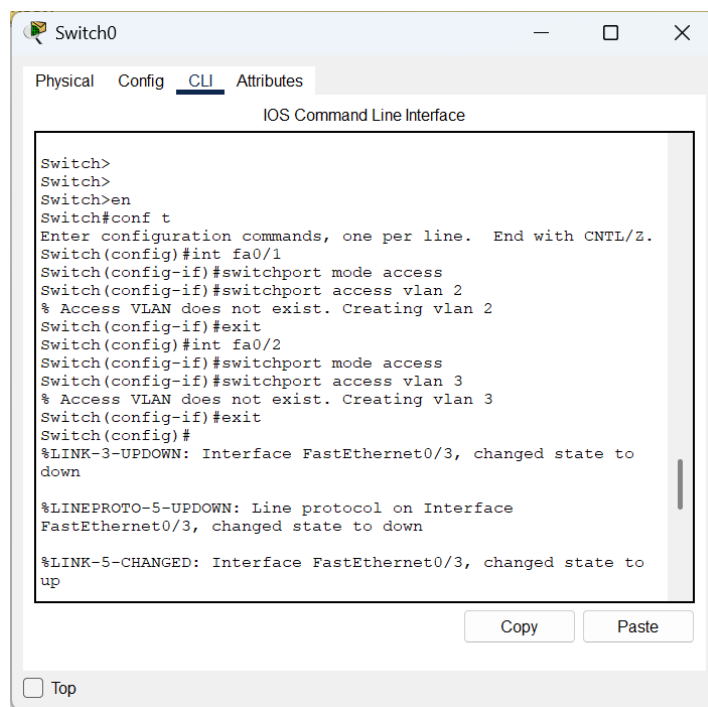 Switch0
Physical Config CLI Attributes
IOS Command Line Interface
Switch>
Switch>
Switch>en
Switch#conf t
Enter configuration commands, one per line.  End with CNTL/Z.
Switch(config)#int fa0/1
Switch(config-if)#switchport mode access
Switch(config-if)#switchport access vlan 2
% Access VLAN does not exist. Creating vlan 2
Switch(config-if)#exit
Switch(config)#int fa0/2
Switch(config-if)#switchport mode access
Switch(config-if)#switchport access vlan 3
% Access VLAN does not exist. Creating vlan 3
Switch(config-if)#exit
Switch(config)#
%LINK-3-UPDOWN: Interface FastEthernet0/3, changed state to
down
%LINEPROTO-5-UPDOWN: Line protocol on Interface
FastEthernet0/3, changed state to down
%LINK-5-CHANGED: Interface FastEthernet0/3, changed state to
up
Copy Paste
Top